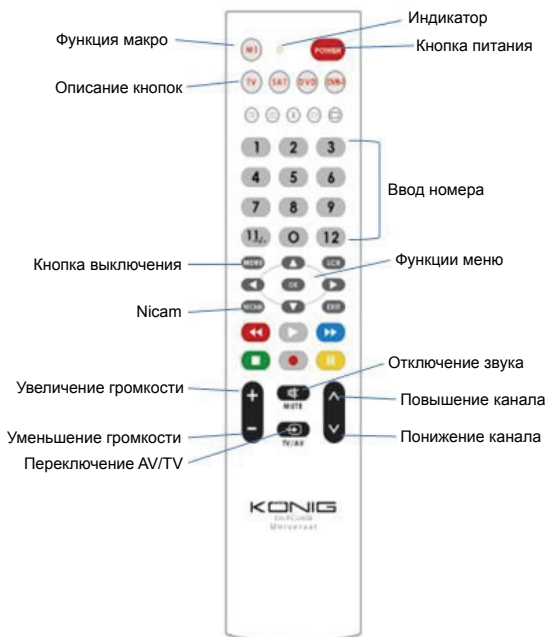 Индикатор
Функция макро
M1
POWER
Кнопка питания
Описание кнопок
TV SAT DVD
1 2 3
4 5 6
7 8 9
Ввод номера
0 12
Кнопка выключения
MENU
Функции меню
OK
Nicam
NICAM EXIT
Отключение звука
Увеличение громкости
+
MUTE
Повышение канала
Уменьшение громкости
-
Понижение канала
Переключение AV/TV
TV/AV
KÖNIG
Universal